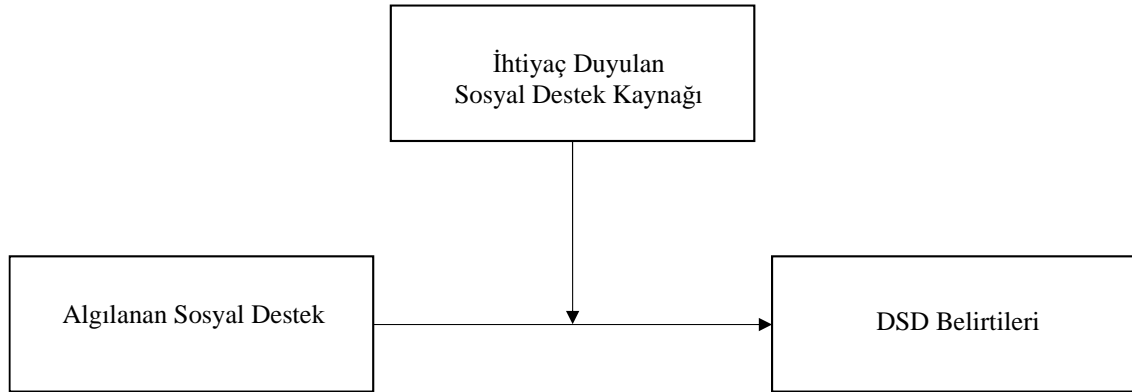 İhtiyaç Duyulan
Sosyal Destek Kaynağı
Algılanan Sosyal Destek
DSD Belirtileri